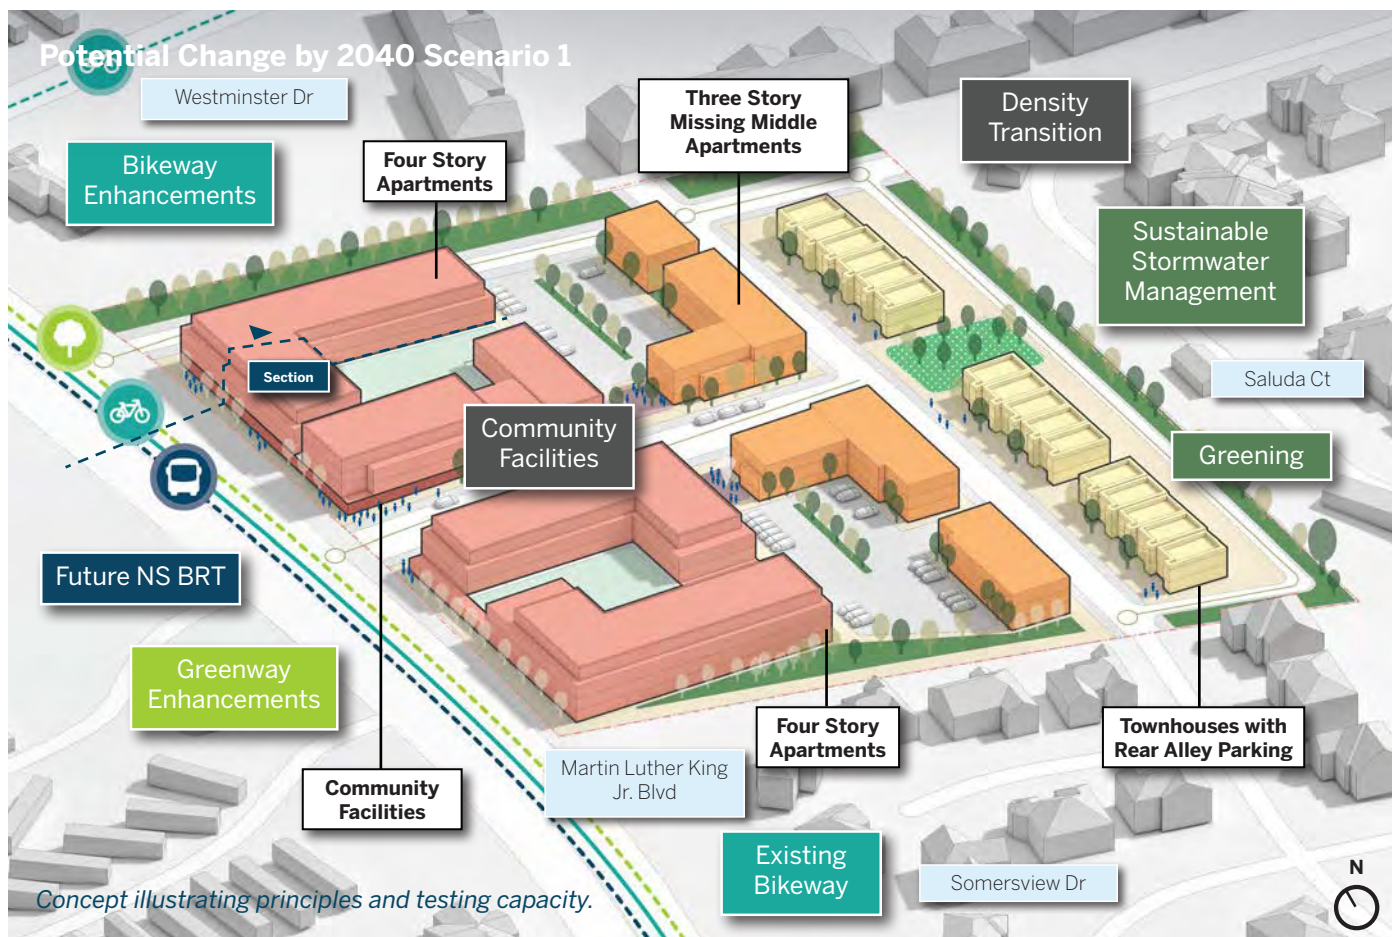 Potential Change by 2040 Scenario 1
Westminster Dr
Three Story
Missing Middle
Apartments
Density
Transition
Bikeway
Enhancements
Four Story
Apartments
Sustainable
Stormwater
Management
Section
Saluda Ct
Community
Facilities
Greening
Future NS BRT
Greenway
Enhancements
Four Story
Apartments
Townhouses with
Rear Alley Parking
Community
Facilities
Martin Luther King
Jr. Blvd
Existing
Bikeway
Somersview Dr
N
Concept illustrating principles and testing capacity.